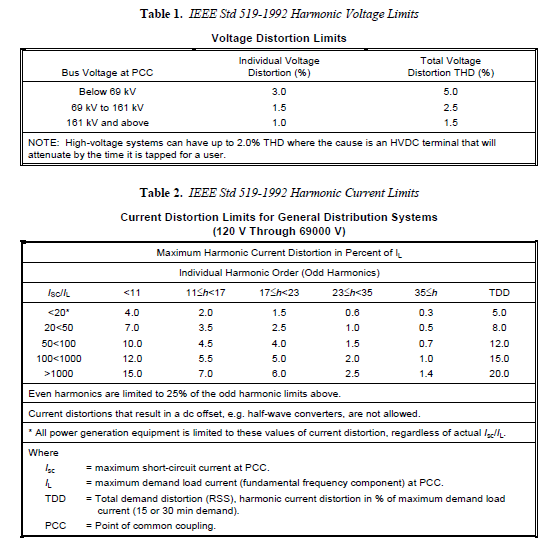 Table 1. IEEE Std 519-1992 Harmonic Voltage Limits
Voltage Distortion Limits
Bus Voltage at PCC Individual Voltage Distortion (%) Total Voltage Distortion THD (%)
Below 69 kV 3.0 5.0
69 kV to 161 kV 1.5 2.5
161 kV and above 1.0 1.5
NOTE: High-voltage systems can have up to 2.0% THD where the cause is an HVDC terminal that will
attenuate by the time it is tapped for a user.
Table 2. IEEE Std 519-1992 Harmonic Current Limits
Current Distortion Limits for General Distribution Systems
(120 V Through 69000 V)
Maximum Harmonic Current Distortion in Percent of IL
Individual Harmonic Order (Odd Harmonics)
ISC/IL <11 11≤h<17 17≤h<23 23≤h<35 35≤h TDD
<20* 4.0 2.0 1.5 0.6 0.3 5.0
20<50 7.0 3.5 2.5 1.0 0.5 8.0
50<100 10.0 4.5 4.0 1.5 0.7 12.0
100<1000 12.0 5.5 5.0 2.0 1.0 15.0
>1000 15.0 7.0 6.0 2.5 1.4 20.0
Even harmonics are limited to 25% of the odd harmonic limits above.
Current distortions that result in a dc offset, e.g. half-wave converters, are not allowed.
* All power generation equipment is limited to these values of current distortion, regardless of actual Isc/IL.
Where
Isc = maximum short-circuit current at PCC.
IL = maximum demand load current (fundamental frequency component) at PCC.
TDD = Total demand distortion (RSS), harmonic current distortion in % of maximum demand load
current (15 or 30 min demand).
PCC = Point of common coupling.